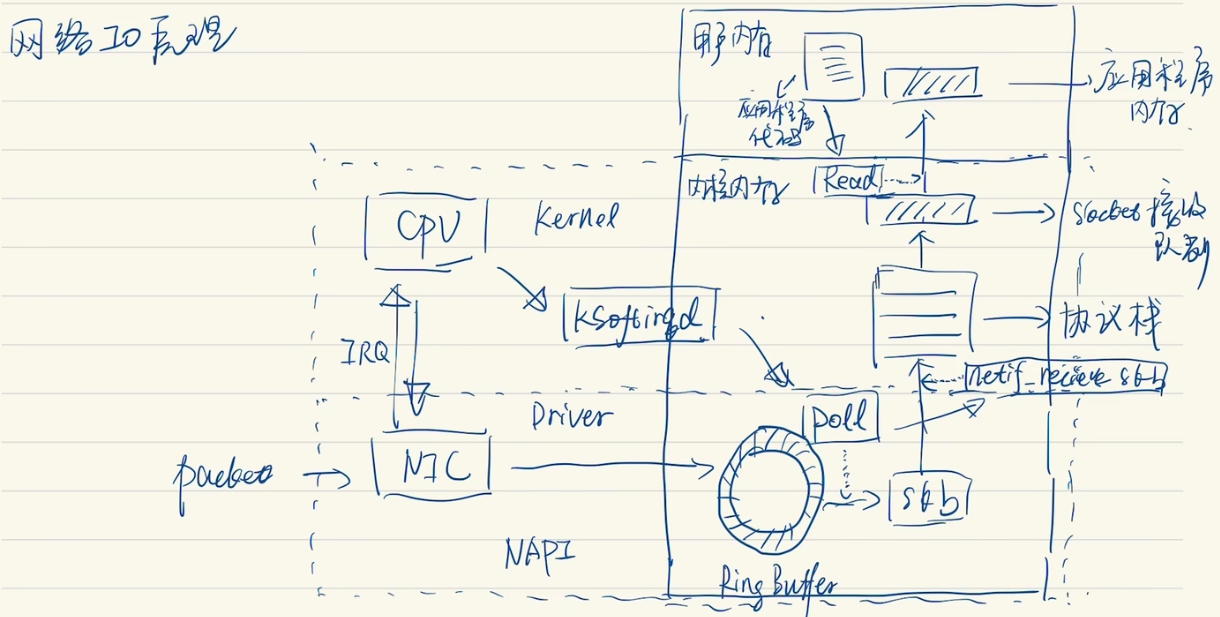 网络IO原理
用户内存
应用程序
代码
应用程序
内存
内核内存
Read
CPU
Kernel
socket接收
队列
ksoftirqd
IRQ
协议栈
netif_recieve skb
Driver
poll
packet
NIC
skb
NAPI
Ring Buffer